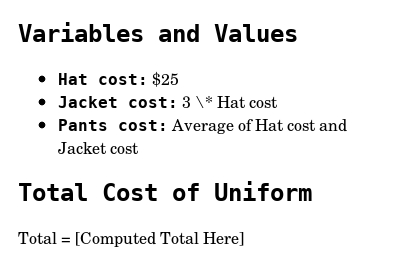 Variables and Values
• Hat cost: $25
• Jacket cost: 3 \* Hat cost
• Pants cost: Average of Hat cost and
Jacket cost
Total Cost of Uniform
Total = [Computed Total Here]